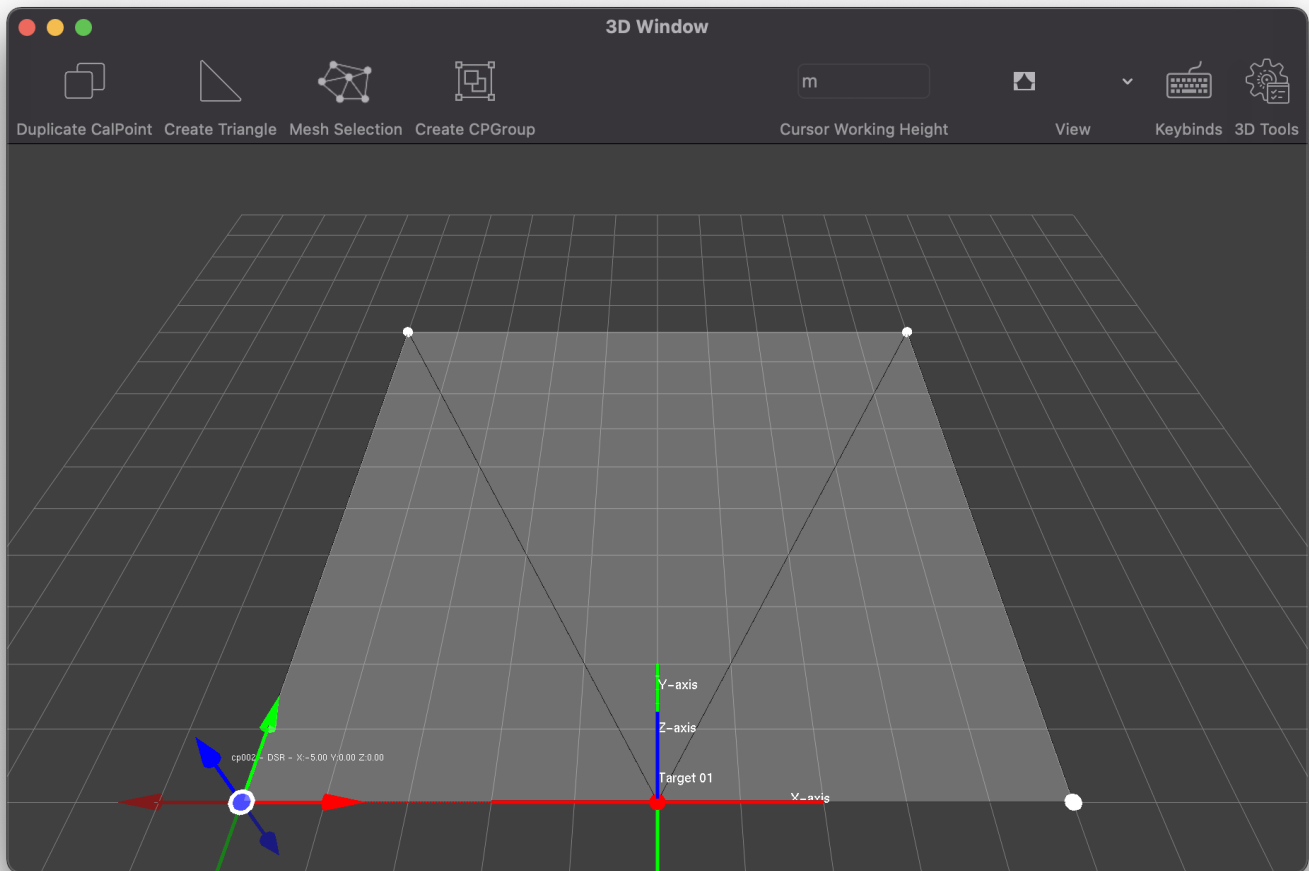 3D Window
m
Duplicate CalPoint
Create Triangle
Mesh Selection
Create CPGroup
Cursor Working Height
View
Keybinds
3D Tools
Y-axis
Z-axis
cp002 - DSR - X:-5.00 Y:0.00 Z:0.00
Target 01
X-axis